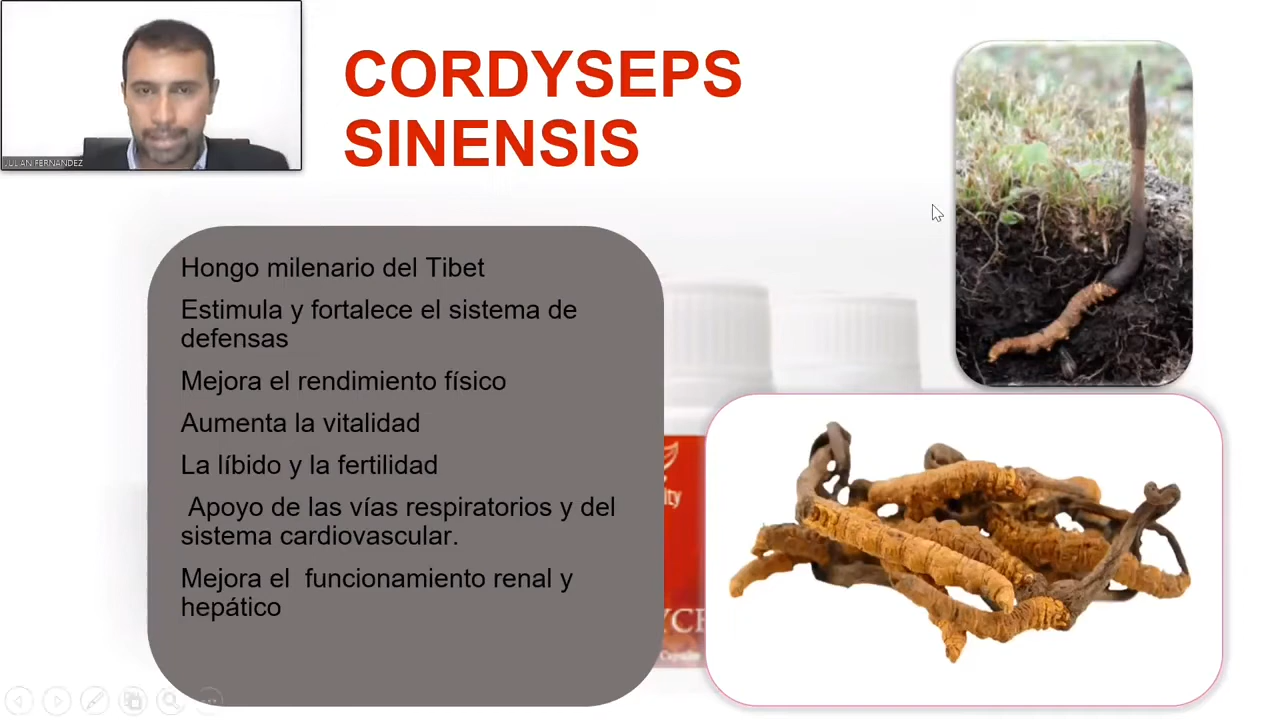 JULIAN FERNANDEZ
CORDYSEPS
SINENSIS
Hongo milenario del Tibet
Estimula y fortalece el sistema de
defensas
Mejora el rendimiento físico
Aumenta la vitalidad
La líbido y la fertilidad
Apoyo de las vías respiratorios y del
sistema cardiovascular.
Mejora el funcionamiento renal y
hepático